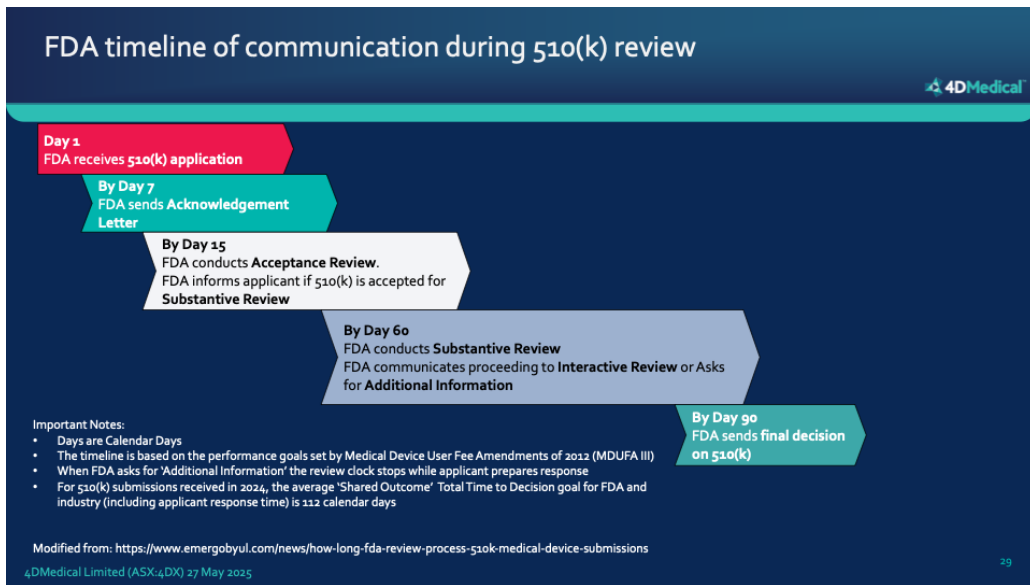 FDA timeline of communication during 510(k) review
4DMedical™
Day 1
FDA receives 510(k) application
By Day 7
FDA sends Acknowledgement
Letter
By Day 15
FDA conducts Acceptance Review.
FDA informs applicant if 510(k) is accepted for
Substantive Review
By Day 60
FDA conducts Substantive Review
FDA communicates proceeding to Interactive Review or Asks
for Additional Information
By Day 90
FDA sends final decision
on 510(k)
Important Notes:
• Days are Calendar Days
• The timeline is based on the performance goals set by Medical Device User Fee Amendments of 2012 (MDUFA III)
• When FDA asks for ‘Additional Information’ the review clock stops while applicant prepares response
• For 510(k) submissions received in 2024, the average ‘Shared Outcome’ Total Time to Decision goal for FDA and
industry (including applicant response time) is 112 calendar days
Modified from: https://www.emergobyul.com/news/how-long-fda-review-process-510k-medical-device-submissions
4DMedical Limited (ASX:4DX) 27 May 2025
29